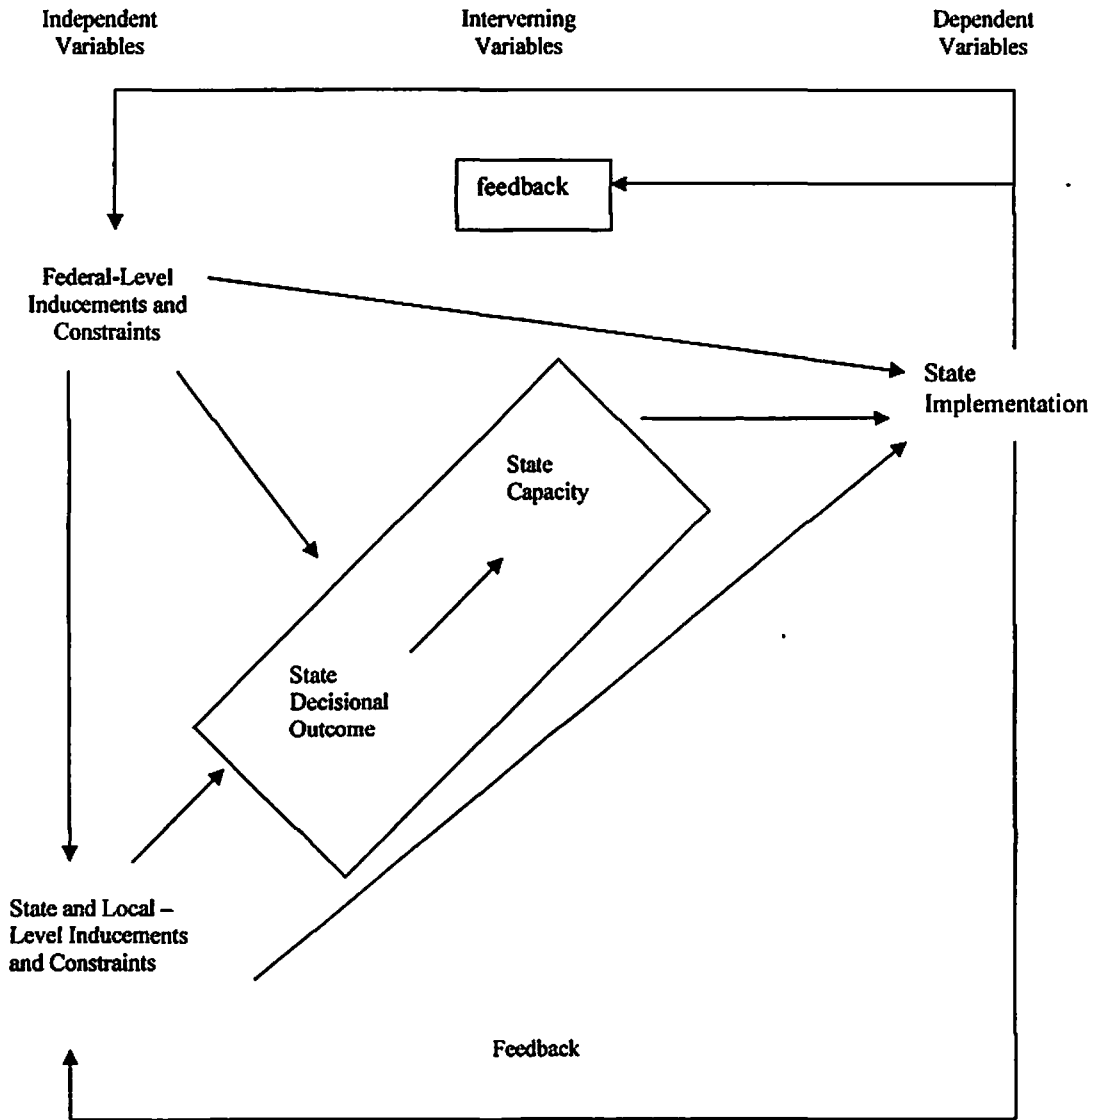 Independent
Variables
Interverning
Variables
Dependent
Variables
feedback
Federal-Level
Inducements and
Constraints
State
Implementation
State
Capacity
State
Decisional
Outcome
State and Local –
Level Inducements
and Constraints
Feedback